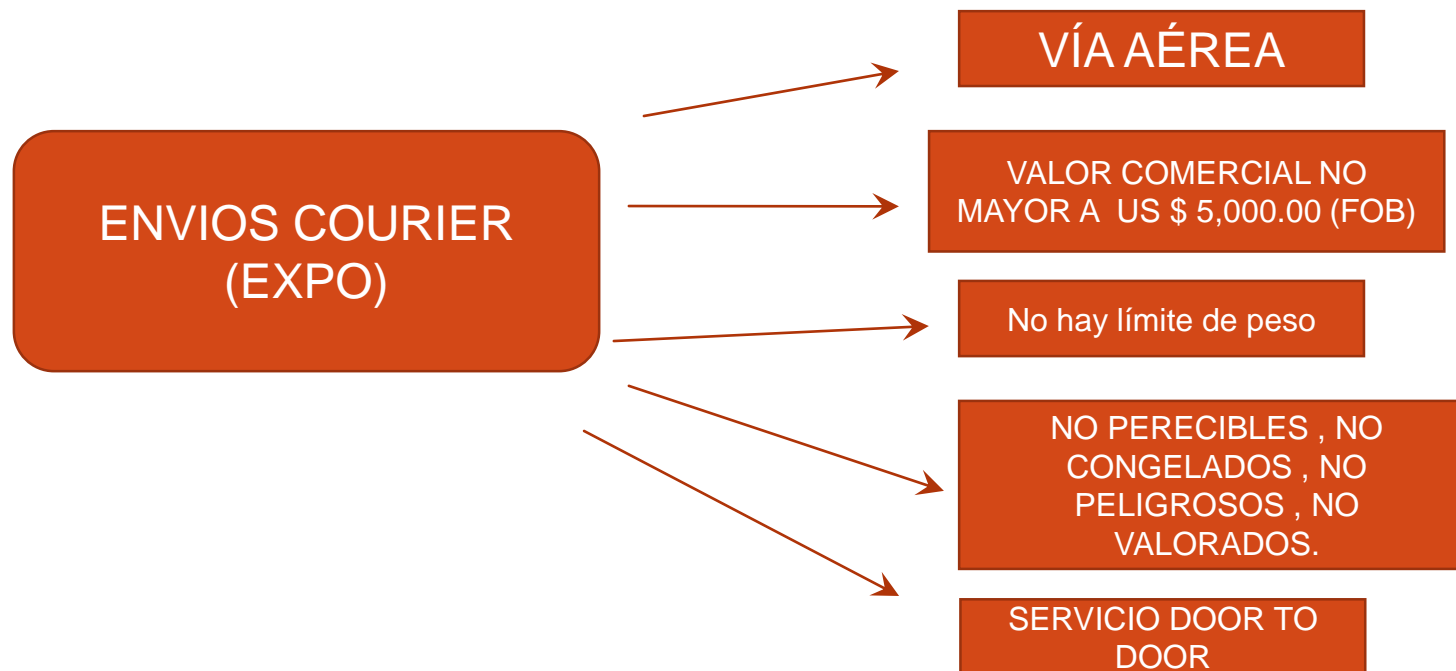 ENVIOS COURIER
(EXPO)
VÍA AÉREA
VALOR COMERCIAL NO
MAYOR A  US $ 5,000.00 (FOB)
No hay límite de peso
NO PERECIBLES , NO
CONGELADOS , NO
PELIGROSOS , NO
VALORADOS.
SERVICIO DOOR TO
DOOR